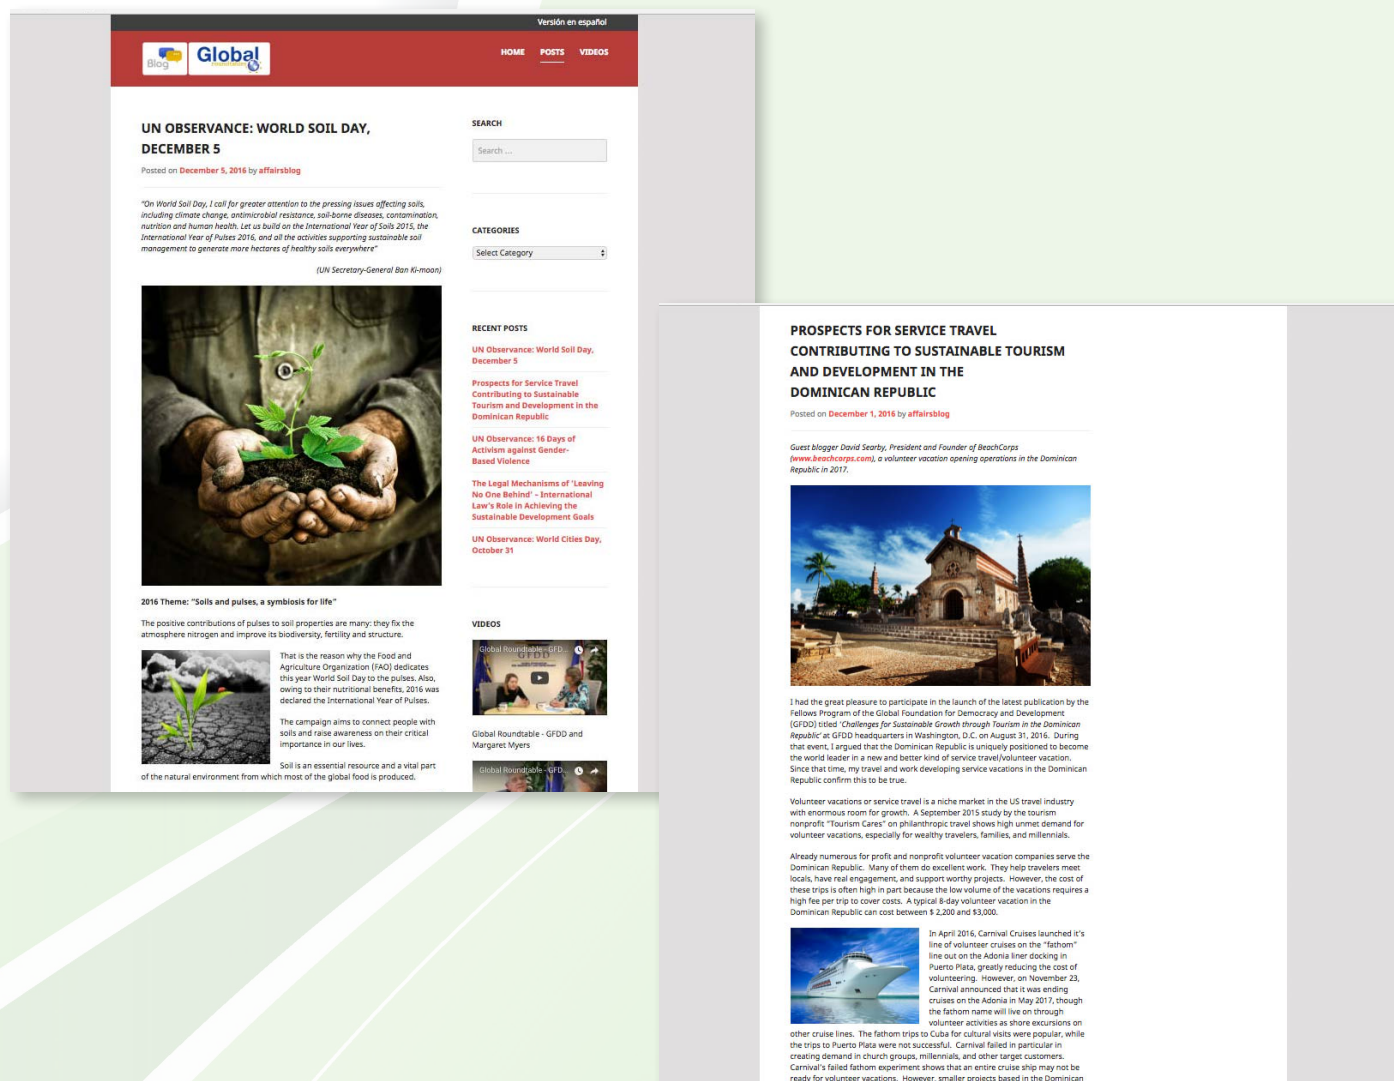 Versión en español
Blog
Global
HOME POSTS VIDEOS
UN OBSERVANCE: WORLD SOIL DAY,
DECEMBER 5
Posted on December 5, 2016 by affairsblog
“On World Soil Day, I call for greater attention to the pressing issues affecting soils,
including climate change, antimicrobial resistance, soil-borne diseases, contamination,
nutrition and human health. Let us build on the International Year of Soils 2015, the
International Year of Pulses 2016, and all the activities supporting sustainable soil
management to generate more hectares of healthy soils everywhere”
(UN Secretary-General Ban Ki-moon)
2016 Theme: “Soils and pulses, a symbiosis for life”
The positive contributions of pulses to soil properties are many: they fix the
atmosphere nitrogen and improve its biodiversity, fertility and structure.
That is the reason why the Food and
Agriculture Organization (FAO) dedicates
this year World Soil Day to the pulses. Also,
owing to their nutritional benefits, 2016 was
declared the International Year of Pulses.
The campaign aims to connect people with
soils and raise awareness on their critical
importance in our lives.
Soil is an essential resource and a vital part
of the natural environment from which most of the global food is produced.
SEARCH
Search ...
CATEGORIES
Select Category
RECENT POSTS
UN Observance: World Soil Day,
December 5
Prospects for Service Travel
Contributing to Sustainable
Tourism and Development in the
Dominican Republic
UN Observance: 16 Days of
Activism against Gender-
Based Violence
The Legal Mechanisms of ‘Leaving
No One Behind’ – International
Law’s Role in Achieving the
Sustainable Development Goals
UN Observance: World Cities Day,
October 31
VIDEOS
Global Roundtable - GFD...
GFDD
Global Roundtable - GFDD and
Margaret Myers
Global Roundtable - GFD...
PROSPECTS FOR SERVICE TRAVEL
CONTRIBUTING TO SUSTAINABLE TOURISM
AND DEVELOPMENT IN THE
DOMINICAN REPUBLIC
Posted on December 1, 2016 by affairsblog
Guest blogger David Searby, President and Founder of BeachCorps
(www.beachcorps.com), a volunteer vacation opening operations in the Dominican
Republic in 2017.
I had the great pleasure to participate in the launch of the latest publication by the
Fellows Program of the Global Foundation for Democracy and Development
(GFDD) titled ‘Challenges for Sustainable Growth through Tourism in the Dominican
Republic’ at GFDD headquarters in Washington, D.C. on August 31, 2016.  During
that event, I argued that the Dominican Republic is uniquely positioned to become
the world leader in a new and better kind of service travel/volunteer vacation.
Since that time, my travel and work developing service vacations in the Dominican
Republic confirm this to be true.
Volunteer vacations or service travel is a niche market in the US travel industry
with enormous room for growth.  A September 2015 study by the tourism
nonprofit “Tourism Cares” on philanthropic travel shows high unmet demand for
volunteer vacations, especially for wealthy travelers, families, and millennials.
Already numerous for profit and nonprofit volunteer vacation companies serve the
Dominican Republic.  Many of them do excellent work.  They help travelers meet
locals, have real engagement, and support worthy projects.  However, the cost of
these trips is often high in part because the low volume of the vacations requires a
high fee per trip to cover costs.  A typical 8-day volunteer vacation in the
Dominican Republic can cost between $ 2,200 and $3,000.
In April 2016, Carnival Cruises launched it’s
line of volunteer cruises on the “fathom”
line out on the Adonia liner docking in
Puerto Plata, greatly reducing the cost of
volunteering.  However, on November 23,
Carnival announced that it was ending
cruises on the Adonia in May 2017, though
the fathom name will live on through
volunteer activities as shore excursions on
other cruise lines.  The fathom trips to Cuba for cultural visits were popular, while
the trips to Puerto Plata were not successful.  Carnival failed in particular in
creating demand in church groups, millennials, and other target customers.
Carnival’s failed fathom experiment shows that an entire cruise ship may not be
ready for volunteer vacations.  However, smaller projects based in the Dominican